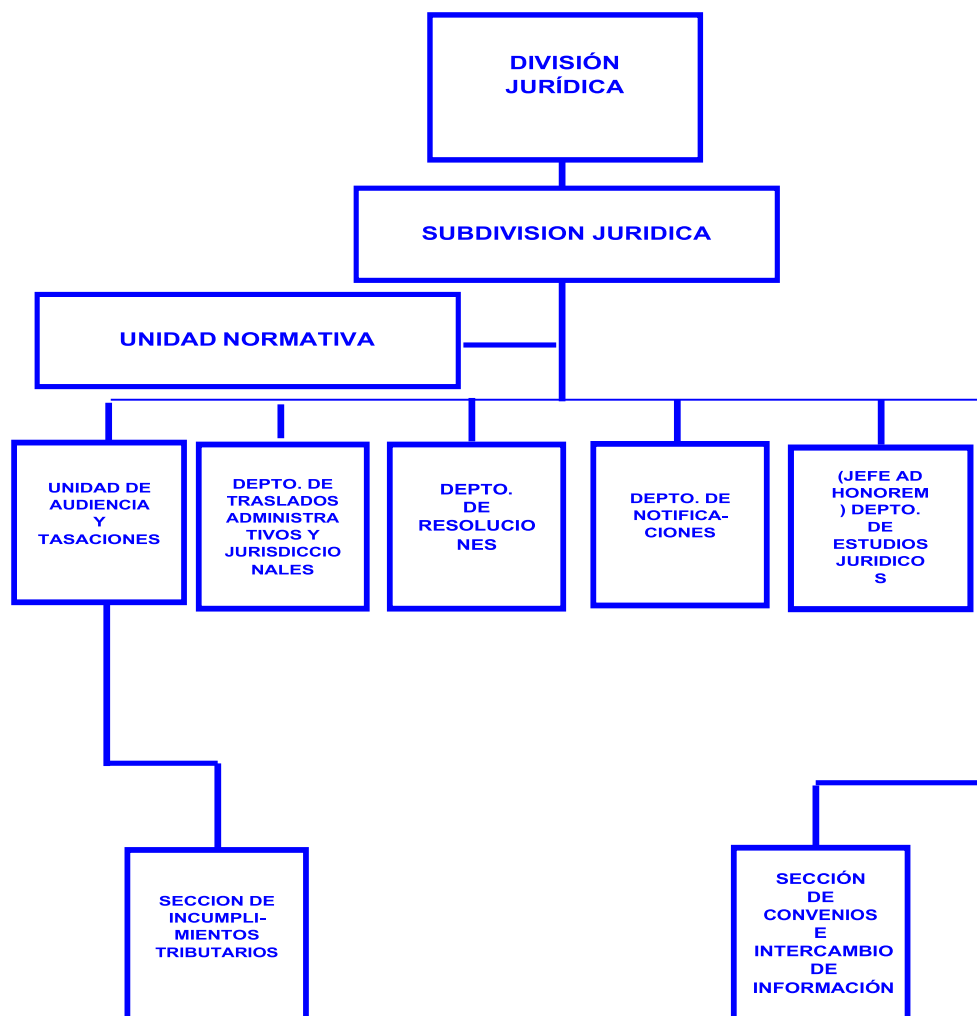 DIVISIÓN
JURÍDICA
SUBDIVISION JURIDICA
UNIDAD NORMATIVA
UNIDAD DE
AUDIENCIA
Y
TASACIONES
DEPTO. DE
TRASLADOS
ADMINISTRA
TIVOS Y
JURISDICCIO
NALES
DEPTO.
DE
RESOLUCIO
NES
DEPTO. DE
NOTIFICA-
CIONES
(JEFE AD
HONOREM
) DEPTO.
DE
ESTUDIOS
JURIDICO
S
SECCION DE
INCUMPLI-
MIENTOS
TRIBUTARIOS
SECCIÓN
DE
CONVENIOS
E
INTERCAMBIO
DE
INFORMACIÓN